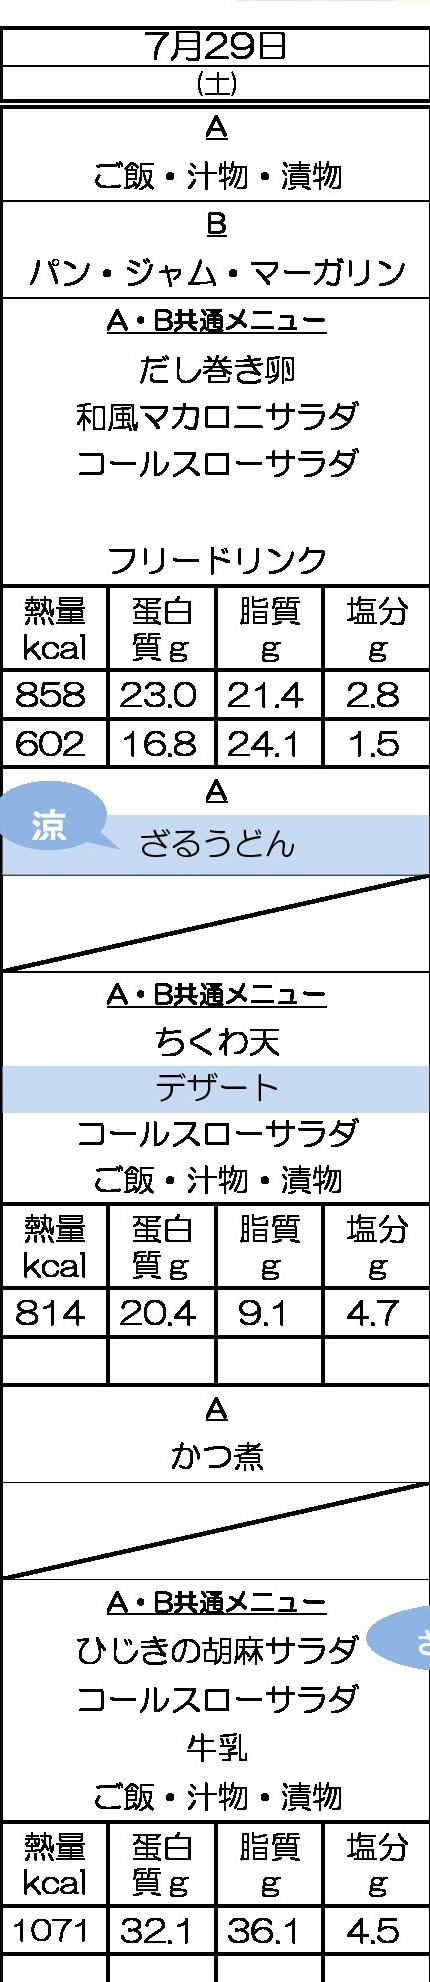 7月29日
(土)
A
ご飯・汁物・漬物
B
パン・ジャム・マーガリン
A・B共通メニュー
だし巻き卵
和風マカロニサラダ
コールスローサラダ
フリードリンク
熱量 蛋白 脂質 塩分
kcal 質g g g
858 23.0 21.4 2.8
602 16.8 24.1 1.5
A
涼
ざるうどん
A・B共通メニュー
ちくわ天
デザート
コールスローサラダ
ご飯・汁物・漬物
熱量 蛋白 脂質 塩分
kcal 質g g g
814 20.4 9.1 4.7
A
かつ煮
A・B共通メニュー
ひじきの胡麻サラダ
コールスローサラダ
牛乳
ご飯・汁物・漬物
熱量 蛋白 脂質 塩分
kcal 質g g g
1071 32.1 36.1 4.5